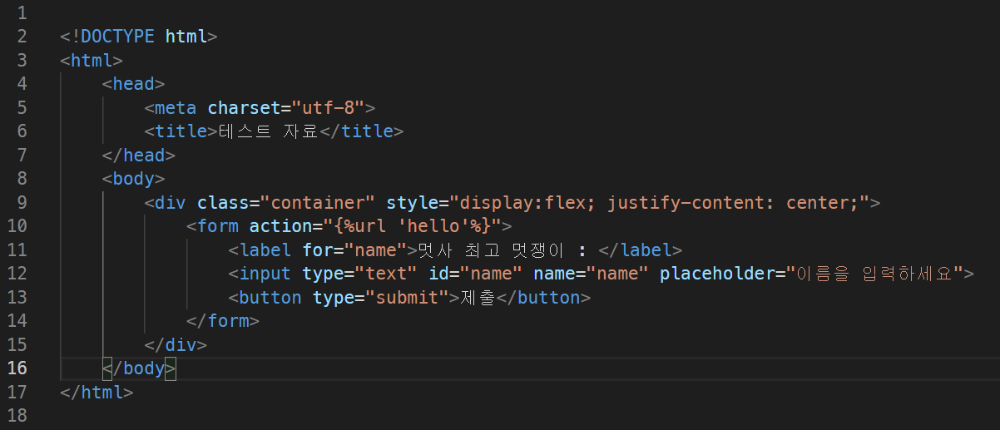 1
2 <!DOCTYPE html>
3 <html>
4 <head>
5 <meta charset="utf-8">
6 <title>테스트 자료</title>
7 </head>
8 <body>
9 <div class="container" style="display:flex; justify-content: center;">
10 <form action="{%url 'hello'%}">
11 <label for="name">멋사 최고 멋쟁이 : </label>
12 <input type="text" id="name" name="name" placeholder="이름을 입력하세요">
13 <button type="submit">제출</button>
14 </form>
15 </div>
16 </body>
17 </html>
18